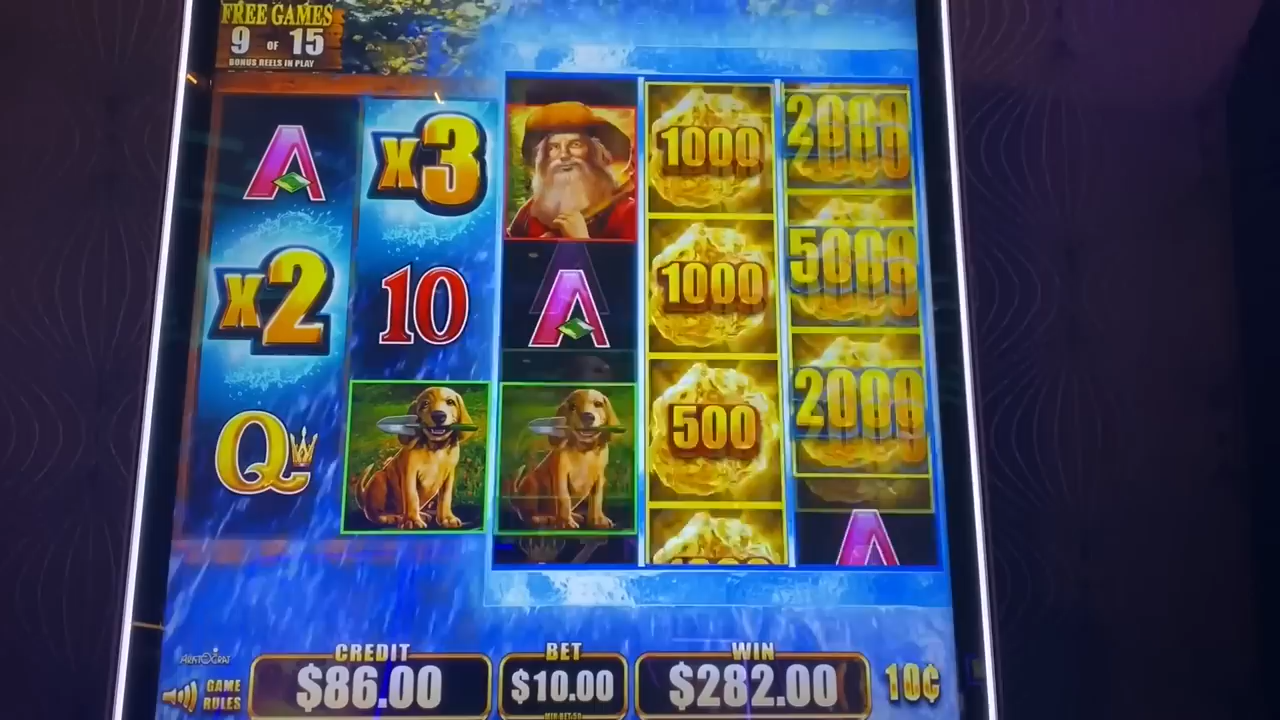 FREE GAMES
9 OF 15
BONUS REELS IN PLAY
A x3 1000 2000
x2 10 A 1000 5000
Q 500 2000
A
ARISTOCRAT
CREDIT BET WIN
$86.00 $10.00 $282.00 10¢
GAME
RULES